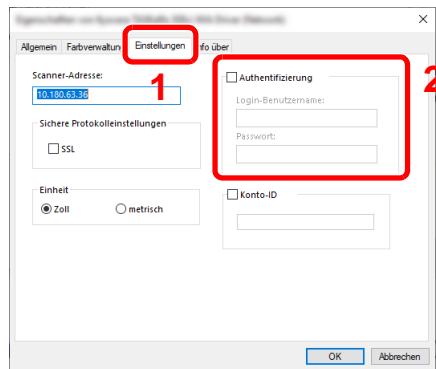 Allgemein Farbverwaltun Einstellungen nfo über
1
2
Scanner-Adresse:
10.180.63.36
Sichere Protokolleinstellungen
SSL
Einheit
Zoll metrisch
Authentifizierung
Login-Benutzername:
Passwort:
Konto-ID
OK Abbrechen